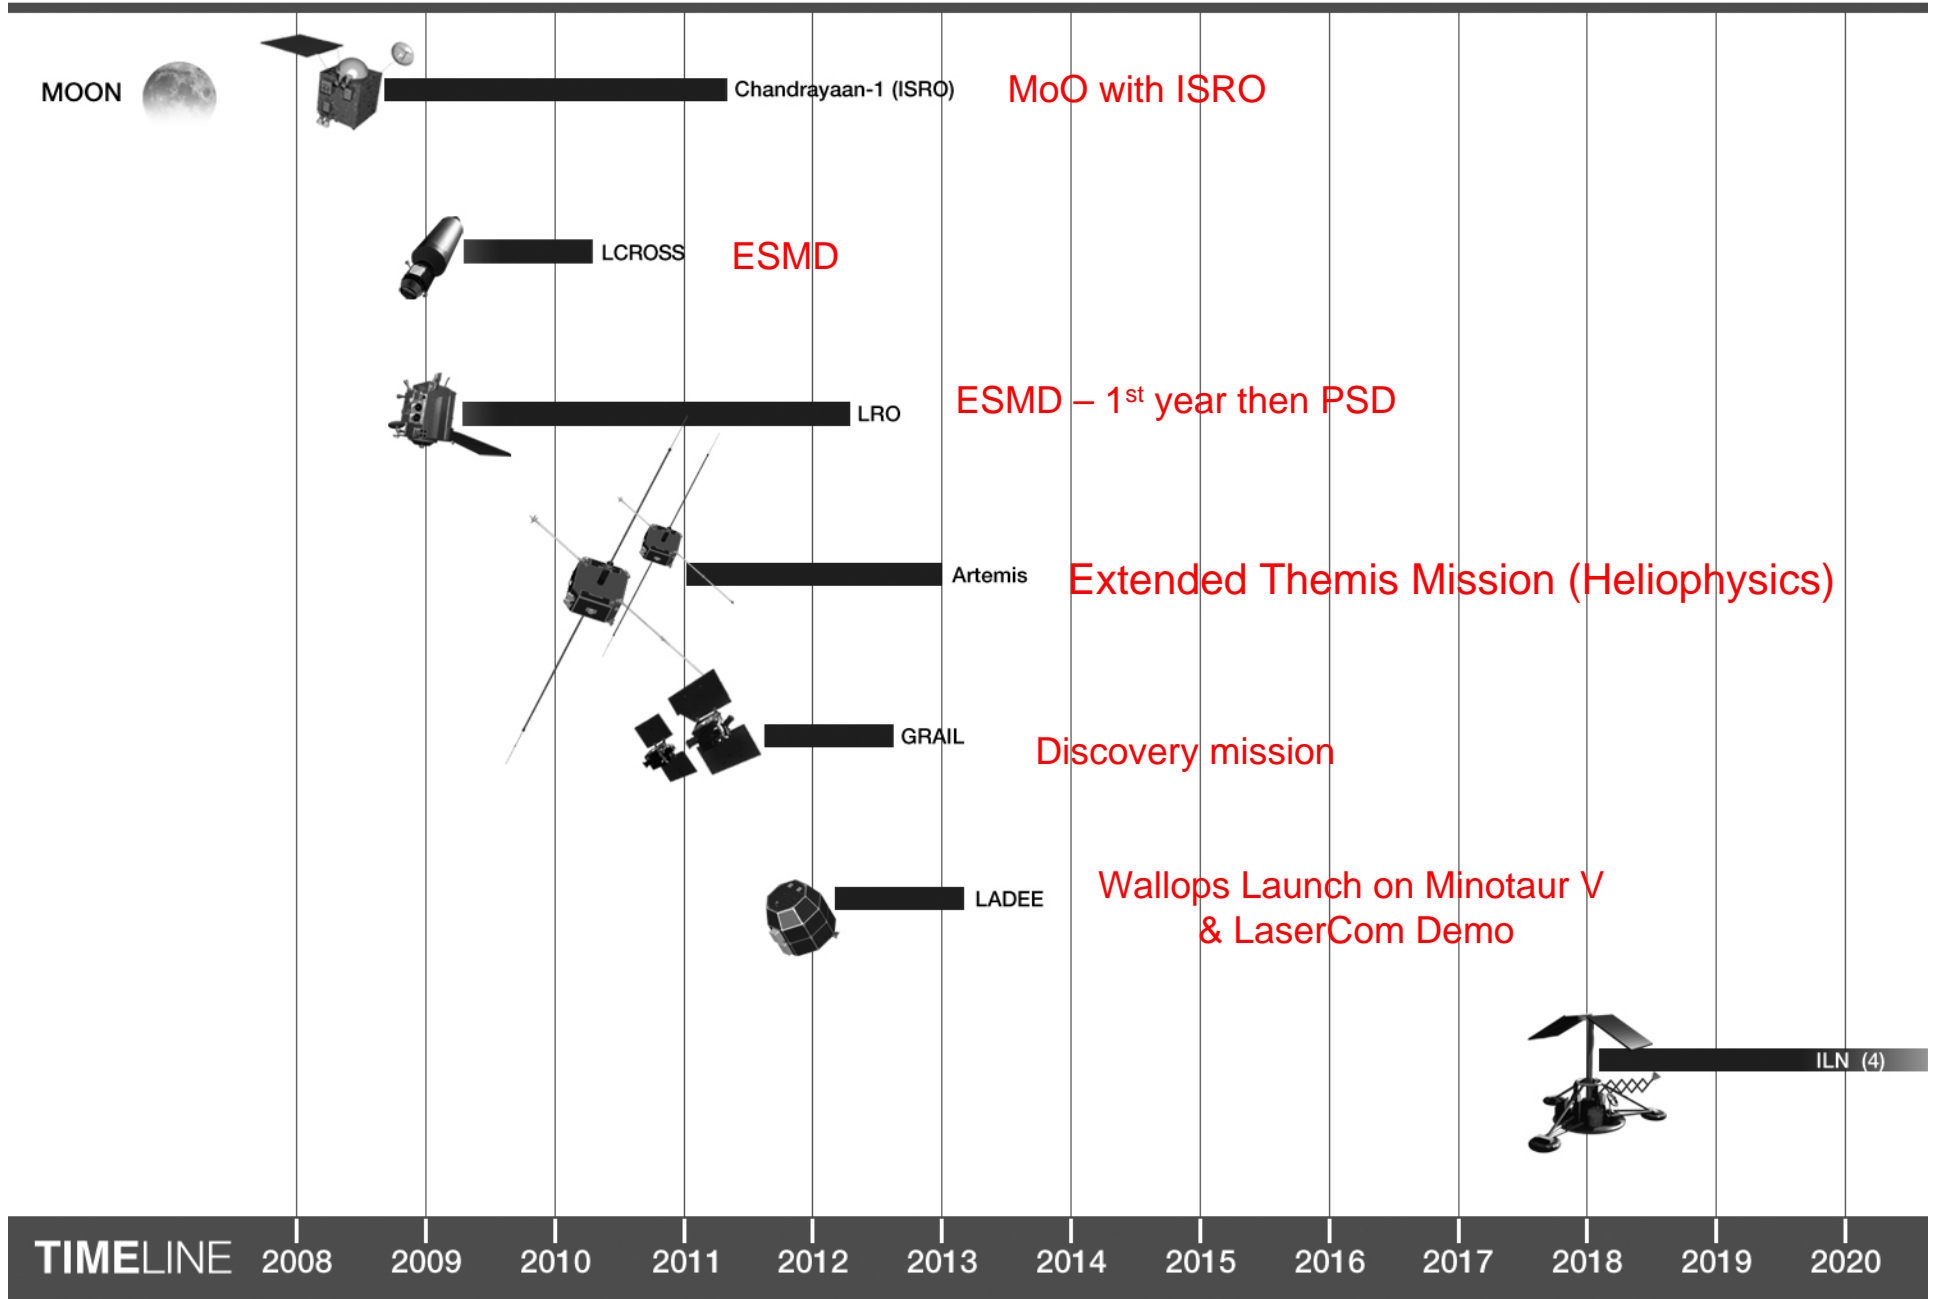 MOON
Chandrayaan-1 (ISRO)
MoO with ISRO
LCROSS
ESMD
LRO
ESMD – 1st year then PSD
Artemis
Extended Themis Mission (Heliophysics)
GRAIL
Discovery mission
LADEE
Wallops Launch on Minotaur V
& LaserCom Demo
ILN (4)
TIMELINE 2008 2009 2010 2011 2012 2013 2014 2015 2016 2017 2018 2019 2020